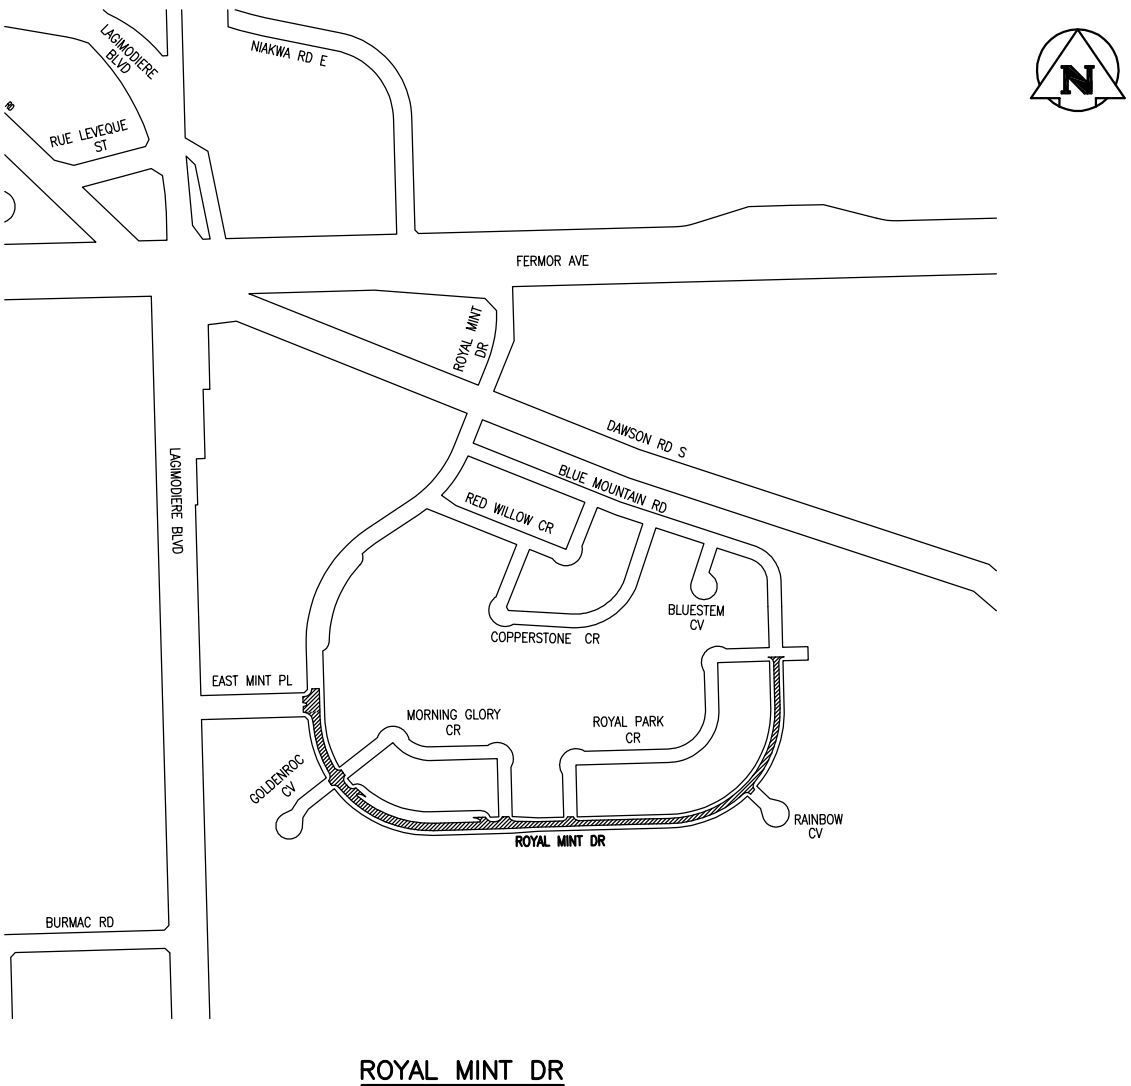 LAGIMODIERE
BLVD
NIAKWA RD E
N
RD
RUE LEVEQUE
ST
FERMOR AVE
ROYAL MINT
DR
DAWSON RD S
BLUE MOUNTAIN RD
LAGIMODIERE BLVD
RED WILLOW CR
BLUESTEM
CV
COPPERSTONE CR
EAST MINT PL
MORNING GLORY
CR
ROYAL PARK
CR
GOLDENROC
CV
RAINBOW
CV
ROYAL MINT DR
BURMAC RD
ROYAL MINT DR